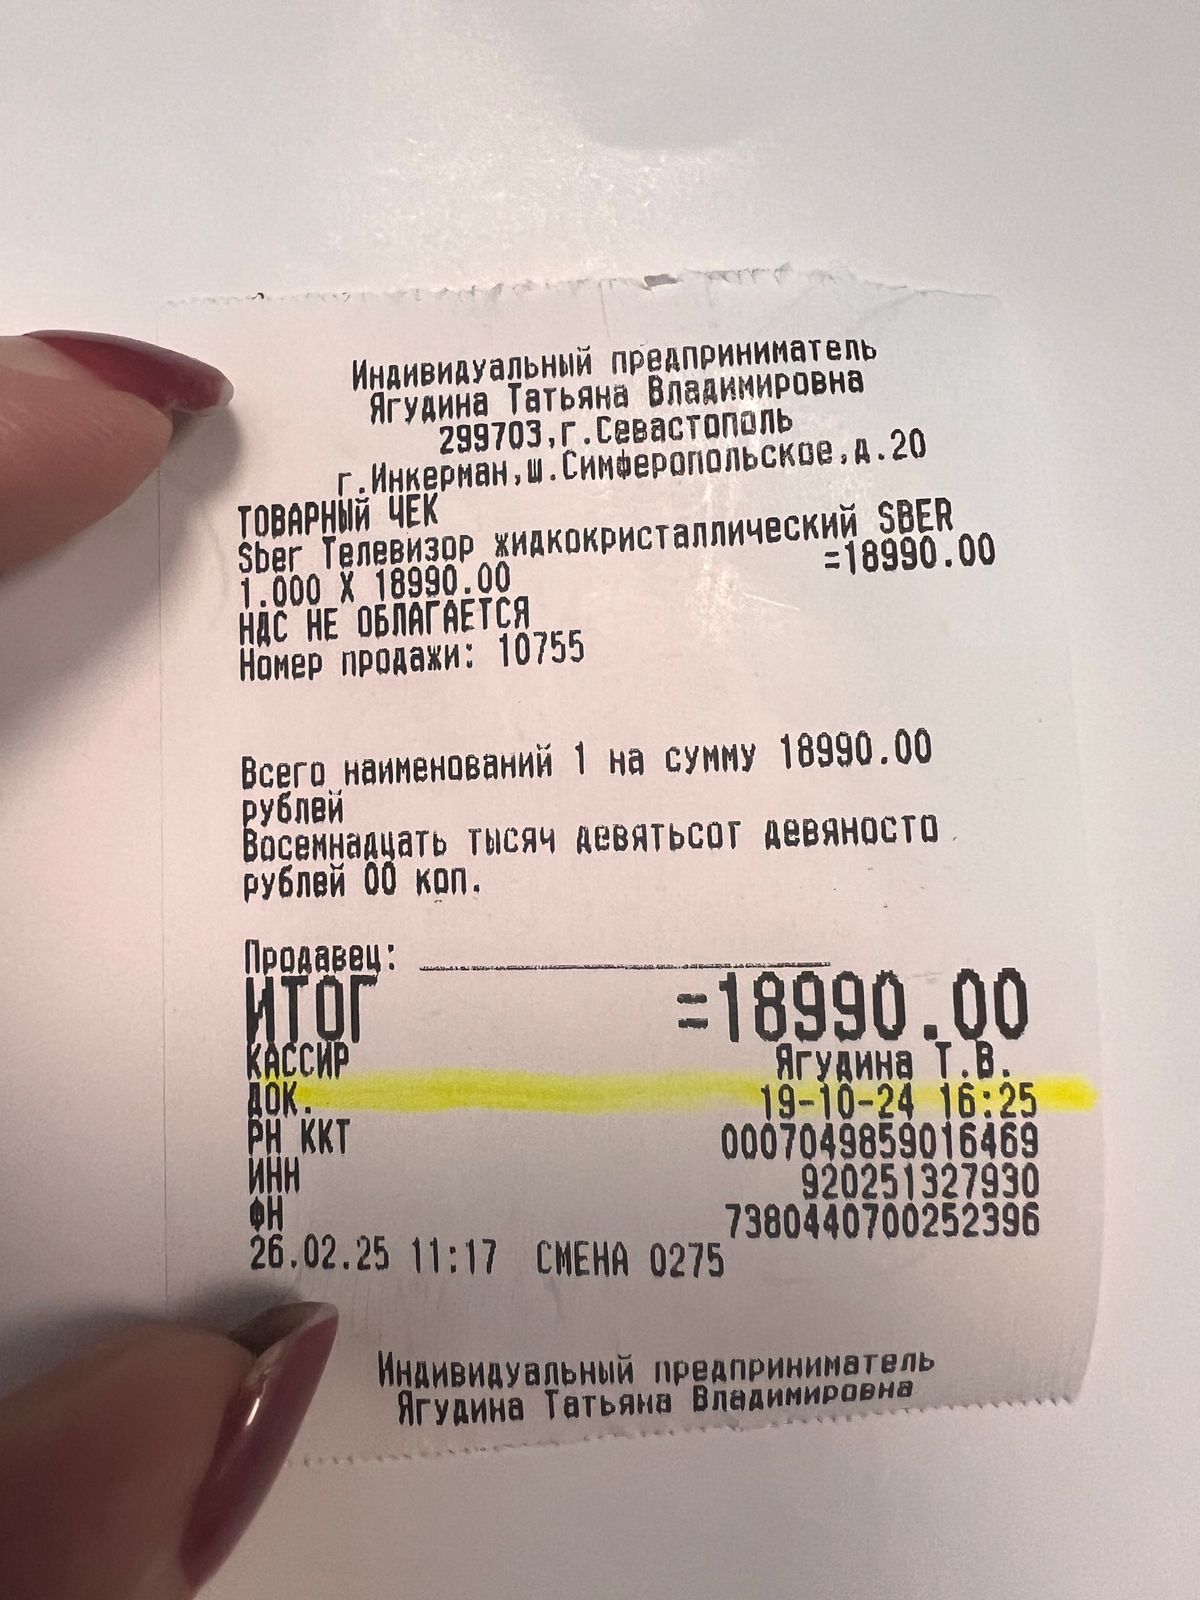 Индивидуальный предприниматель
Ягудина Татьяна Владимировна
299703,г.Севастополь
г.Инкерман,ш.Симферопольское,д.20
ТОВАРНЫЙ ЧЕК
Sber Телевизор жидкокристаллический SBER
1.000 X 18990.00 =18990.00
НДС НЕ ОБЛАГАЕТСЯ
Номер продажи: 10755
Всего наименований 1 на сумму 18990.00
рублей
Восемнадцать тысяч девятьсот девяносто
рублей 00 коп.
Продавец:
ИТОГ =18990.00
КАССИР Ягудина Т.В.
ДОК. 19-10-24 16:25
РН ККТ 0007049859016469
ИНН 920251327930
ФН 7380440700252396
26.02.25 11:17 СМЕНА 0275
Индивидуальный предприниматель
Ягудина Татьяна Владимировна